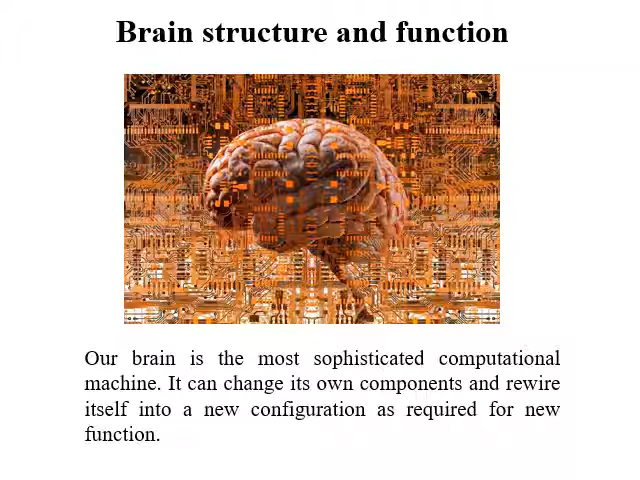 Brain structure and function
Our brain is the most sophisticated computational
machine. It can change its own components and rewire
itself into a new configuration as required for new
function.